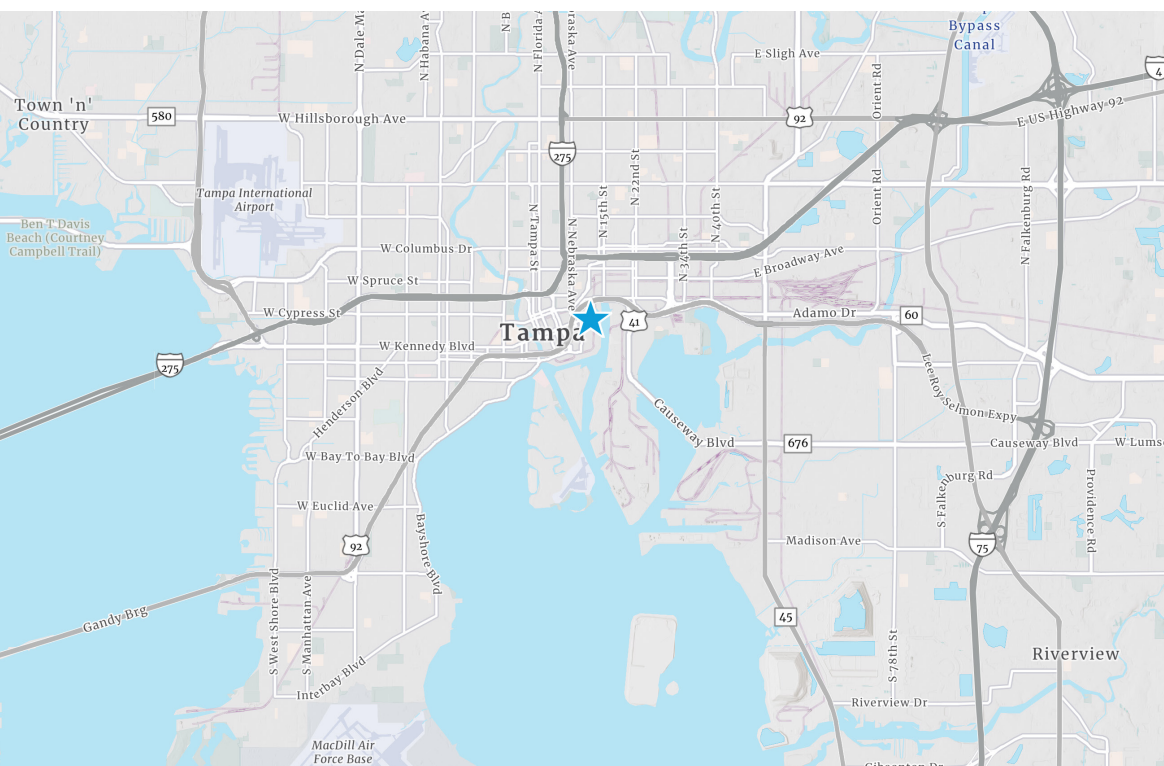 Bypass
Canal
E Sligh Ave
N Dale M
N Habana A
N B
N Florida
raska Ave
Orient Rd
4
Town 'n'
Country
580
W Hillsborough Ave
92
E US Highway 92
275
N 22nd St
Tampa International
Airport
N 15th St
N 40th St
Orient Rd
N Falkenburg Rd
Ben T Davis
Beach (Courtney
Campbell Trail)
N Tampa St
N Nebraska Ave
N 34th St
W Columbus Dr
E Broadway Ave
W Spruce St
W Cypress St
Tampa
41
Adamo Dr
60
W Kennedy Blvd
275
Lee Roy Selmon Expy
Henderson Blvd
Causeway Blvd
676
Causeway Blvd
W Lums
W Bay To Bay Blvd
S Falkenburg Rd
Providence Rd
W Euclid Ave
92
Bayshore Blvd
Madison Ave
75
Gandy Brg
S West Shore Blvd
S Manhattan Ave
45
S 78th St
Riverview
Interbay Blvd
Riverview Dr
MacDill Air
Force Base